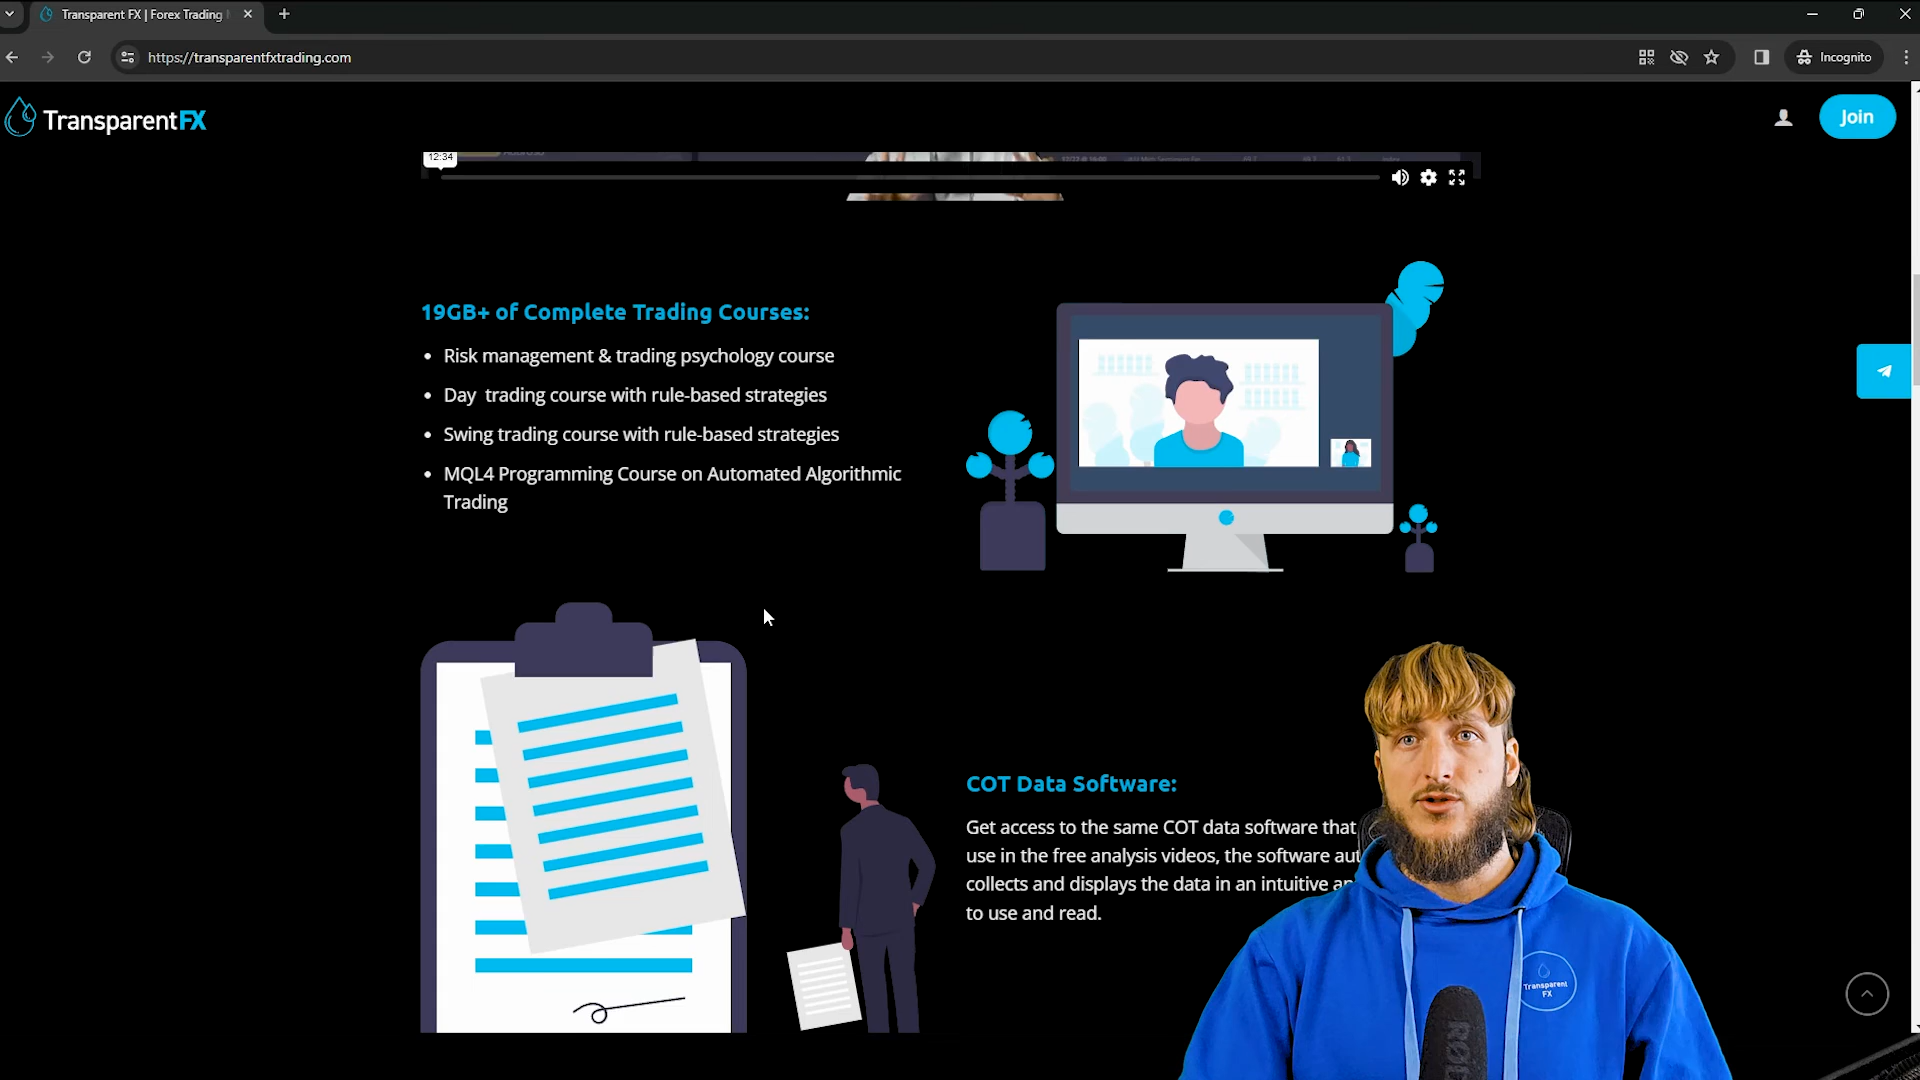 Transparent FX | Forex Trading
https://transparentfxtrading.com
Incognito
TransparentFX
Join
12:34
19GB+ of Complete Trading Courses:
• Risk management & trading psychology course
• Day trading course with rule-based strategies
• Swing trading course with rule-based strategies
• MQL4 Programming Course on Automated Algorithmic
Trading
COT Data Software:
Get access to the same COT data software that
use in the free analysis videos, the software aut
collects and displays the data in an intuitive an
to use and read.
Transparent
FX
RØ